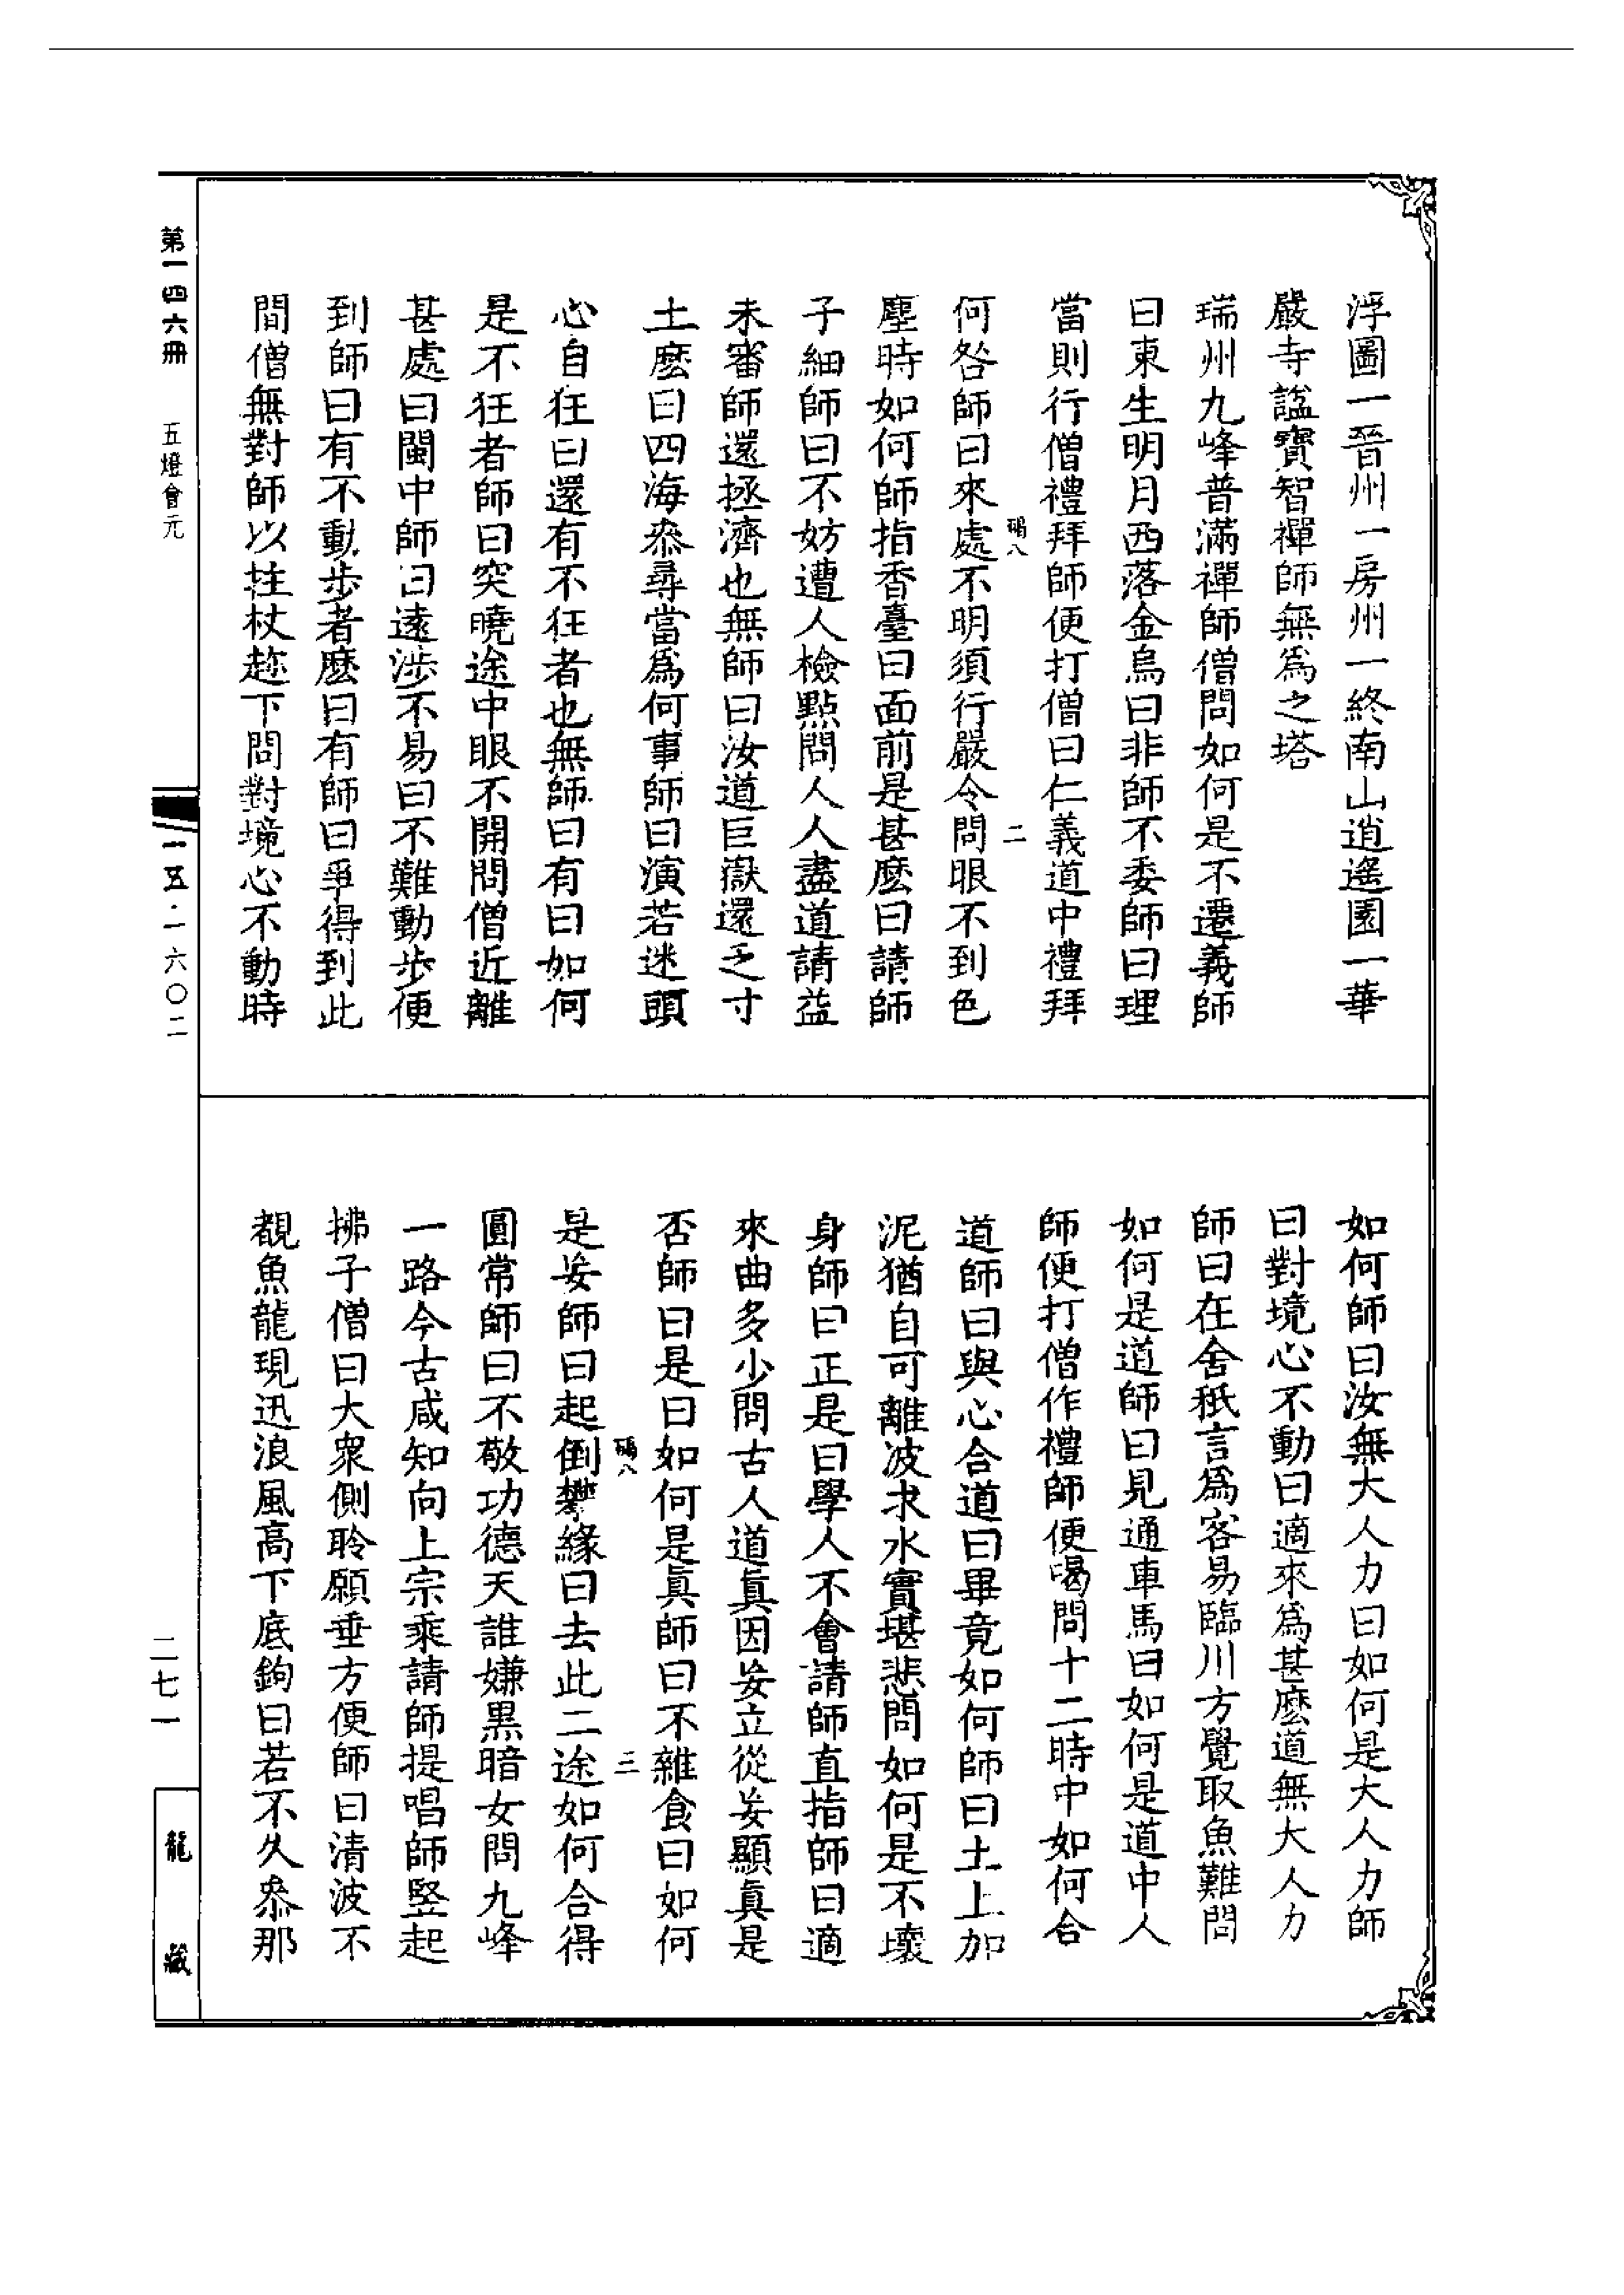 浮圖一晉州一房州一終南山逍遙園一華
嚴寺諡寶智禪師無爲之塔
瑞州九峰普滿禪師僧問如何是不遷義師
曰東生明月西落金烏曰非師不委師曰理
當則行僧禮拜師便打僧曰仁義道中禮拜
碣八
二
何咎師曰來處不明須行嚴令問眼不到色
塵時如何師指香臺曰面前是甚麽曰請師
子細師曰不妨遭人檢點問人人盡道請益
未審師還拯濟也無師曰汝道巨嶽還乏寸
土麽曰四海叅尋當爲何事師曰演若迷頭
心自狂曰還有不狂者也無師曰有曰如何
是不狂者師曰突曉途中眼不開問僧近離
甚處曰閩中師曰遠涉不易曰不難動步便
到師曰有不動步者麽曰有師曰爭得到此
間僧無對師以拄杖趂下問對境心不動時
如何師曰汝無大人力曰如何是大人力師
曰對境心不動曰適來爲甚麽道無大人力
師曰在舍秖言爲客易臨川方覺取魚難問
如何是道師曰見通車馬曰如何是道中人
師便打僧作禮師便喝問十二時中如何合
道師曰與心合道曰畢竟如何師曰土上加
泥猶自可離波求水實堪悲問如何是不壞
身師曰正是曰學人不會請師直指師曰適
來曲多少問古人道眞因妄立從妄顯眞是
否師曰是曰如何是眞師曰不雜食曰如何
碣八
三
是妄師曰起倒攀緣曰去此二途如何合得
圓常師曰不敬功德天誰嫌黑暗女問九峰
一路今古咸知向上宗乘請師提唱師竪起
拂子僧曰大衆側聆願垂方便師曰清波不
覩魚龍現迅浪風高下底鉤曰若不久叅那
第一四六冊
五燈會元
一五·一六〇二
二七一
龍藏